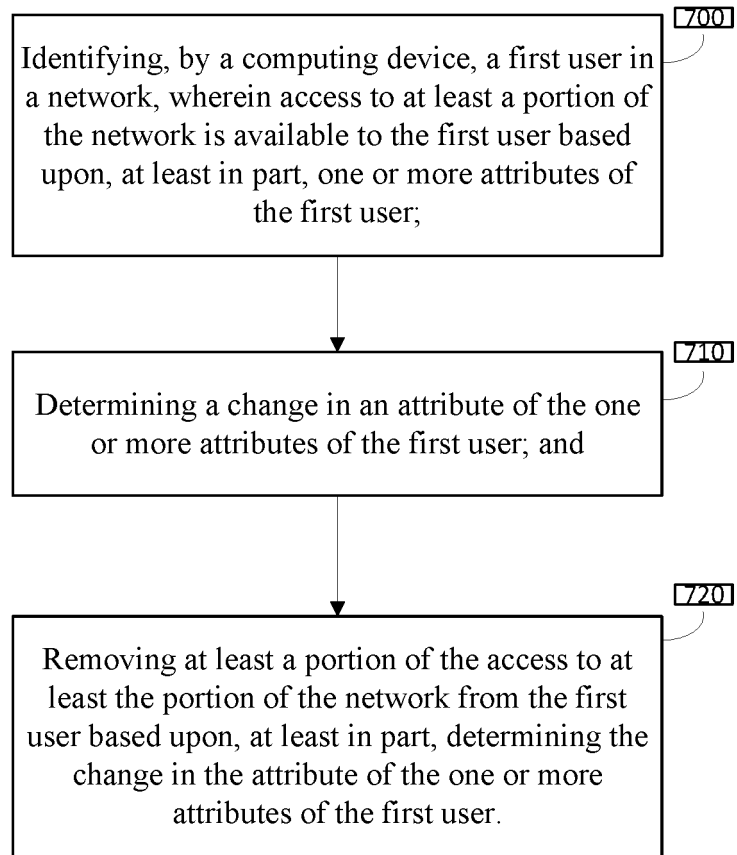 700
Identifying, by a computing device, a first user in
a network, wherein access to at least a portion of
the network is available to the first user based
upon, at least in part, one or more attributes of
the first user;
710
Determining a change in an attribute of the one
or more attributes of the first user; and
720
Removing at least a portion of the access to at
least the portion of the network from the first
user based upon, at least in part, determining the
change in the attribute of the one or more
attributes of the first user.